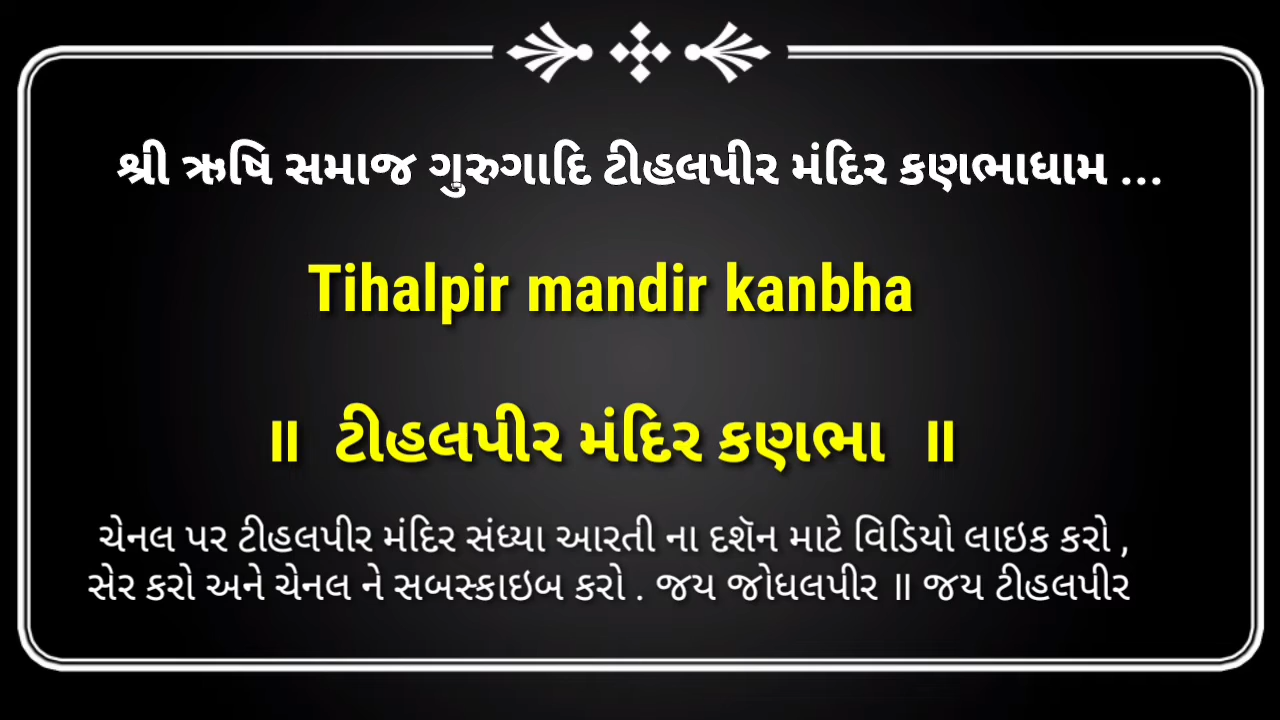 શ્રી ઋષિ સમાજ ગુરુગાદિ ટીહલપીર મંદિર કણભાધામ ...
Tihalpir mandir kanbha
॥ ટીહલપીર મંદિર કણભા ॥
ચેનલ પર ટીહલપીર મંદિર સંધ્યા આરતી ના દર્શન માટે વિડિયો લાઇક કરો ,
સેર કરો અને ચેનલ ને સબસ્કાઇબ કરો . જય જોધલપીર ॥ જય ટીહલપીર